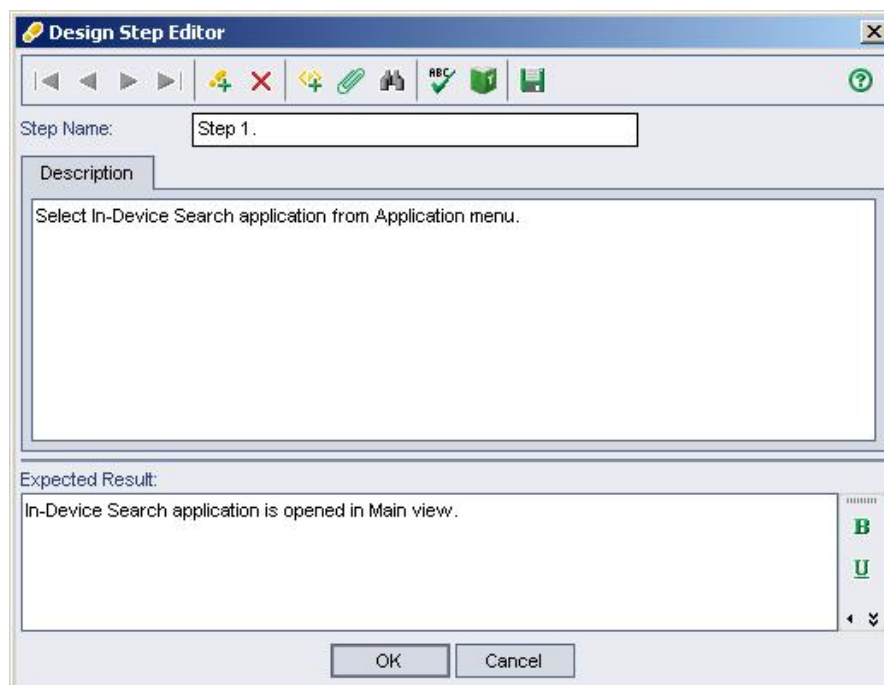 Design Step Editor
ABC
Step Name:
Step 1.
Description
Select In-Device Search application from Application menu.
Expected Result:
In-Device Search application is opened in Main view.
B
U
OK
Cancel